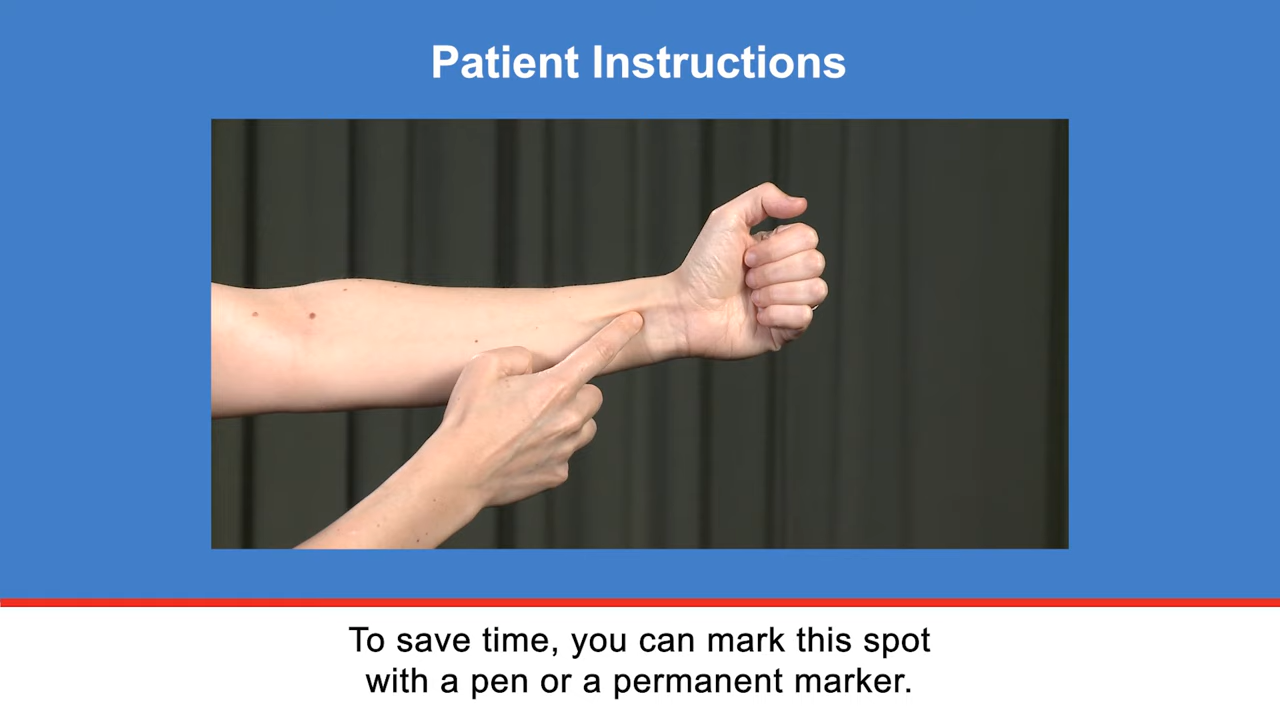 Patient Instructions
To save time, you can mark this spot
with a pen or a permanent marker.